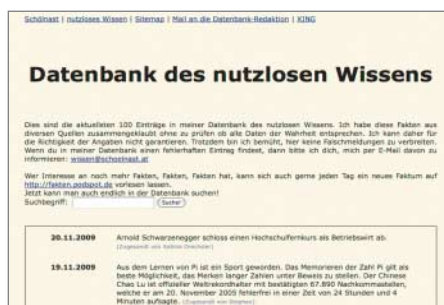 Schölnast | nutzloses Wissen | Sitemap | Mail an die Datenbank-Redaktion | XING
Datenbank des nutzlosen Wissens
Dies sind die aktuellsten 100 Einträge in meiner Datenbank des nutzlosen Wissens. Ich habe diese Fakten aus
diversen Quellen zusammengeklaubt ohne zu prüfen ob alle Daten der Wahrheit entsprechen. Ich kann daher für
die Richtigkeit der Angaben nicht garantieren. Trotzdem bin ich bemüht, hier keine Falschmeldungen zu verbreiten.
Wenn du in meiner Datenbank einen fehlerhaften Eintrag findest, dann bitte ich dich, mich per E-Mail davon zu
informieren: wissen@schoelnast.at
Wer Interesse an noch mehr Fakten, Fakten, Fakten hat, kann sich auch gerne jeden Tag ein neues Faktum auf
http://fakten.podspot.de vorlesen lassen.
Jetzt kann man auch endlich in der Datenbank suchen!
Suchbegriff: Suche!
20.11.2009 Arnold Schwarzenegger schloss einen Hochschulfernkurs als Betriebswirt ab.
19.11.2009 Aus dem Lernen von Pi ist ein Sport geworden. Das Memorieren der Zahl Pi gilt als
beste Möglichkeit, das Merken langer Zahlen unter Beweis zu stellen. Der Chinese
Chao Lu ist offizieller Weltrekordhalter mit bestätigten 67.890 Nachkommastellen,
welche er am 20. November 2005 fehlerfrei in einer Zeit von 24 Stunden und 4
Minuten aufsagte.